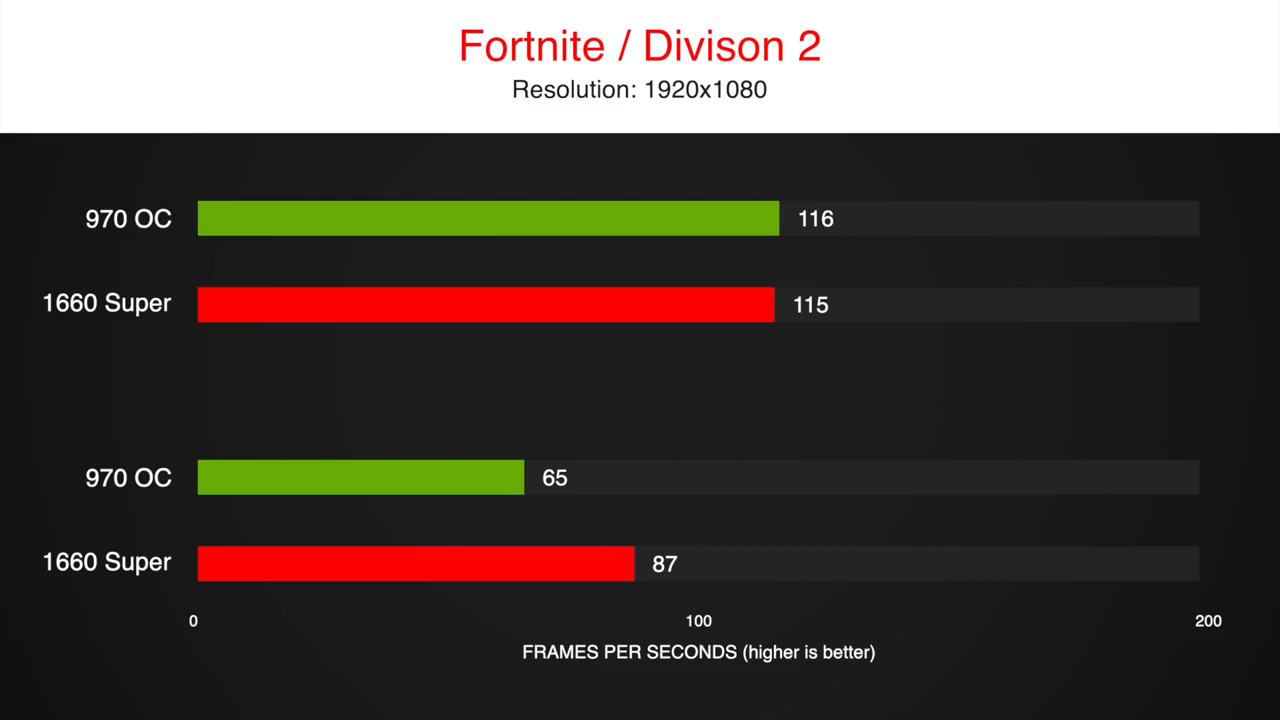 Fortnite / Divison 2
Resolution: 1920x1080
970 OC 116
1660 Super 115
970 OC 65
1660 Super 87
0 100 200
FRAMES PER SECONDS (higher is better)